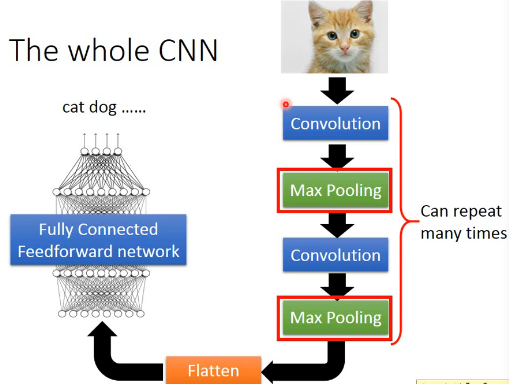 The whole CNN
cat dog ......
Convolution
Max Pooling
Convolution
Max Pooling
Can repeat
many times
Flatten
Fully Connected
Feedforward network